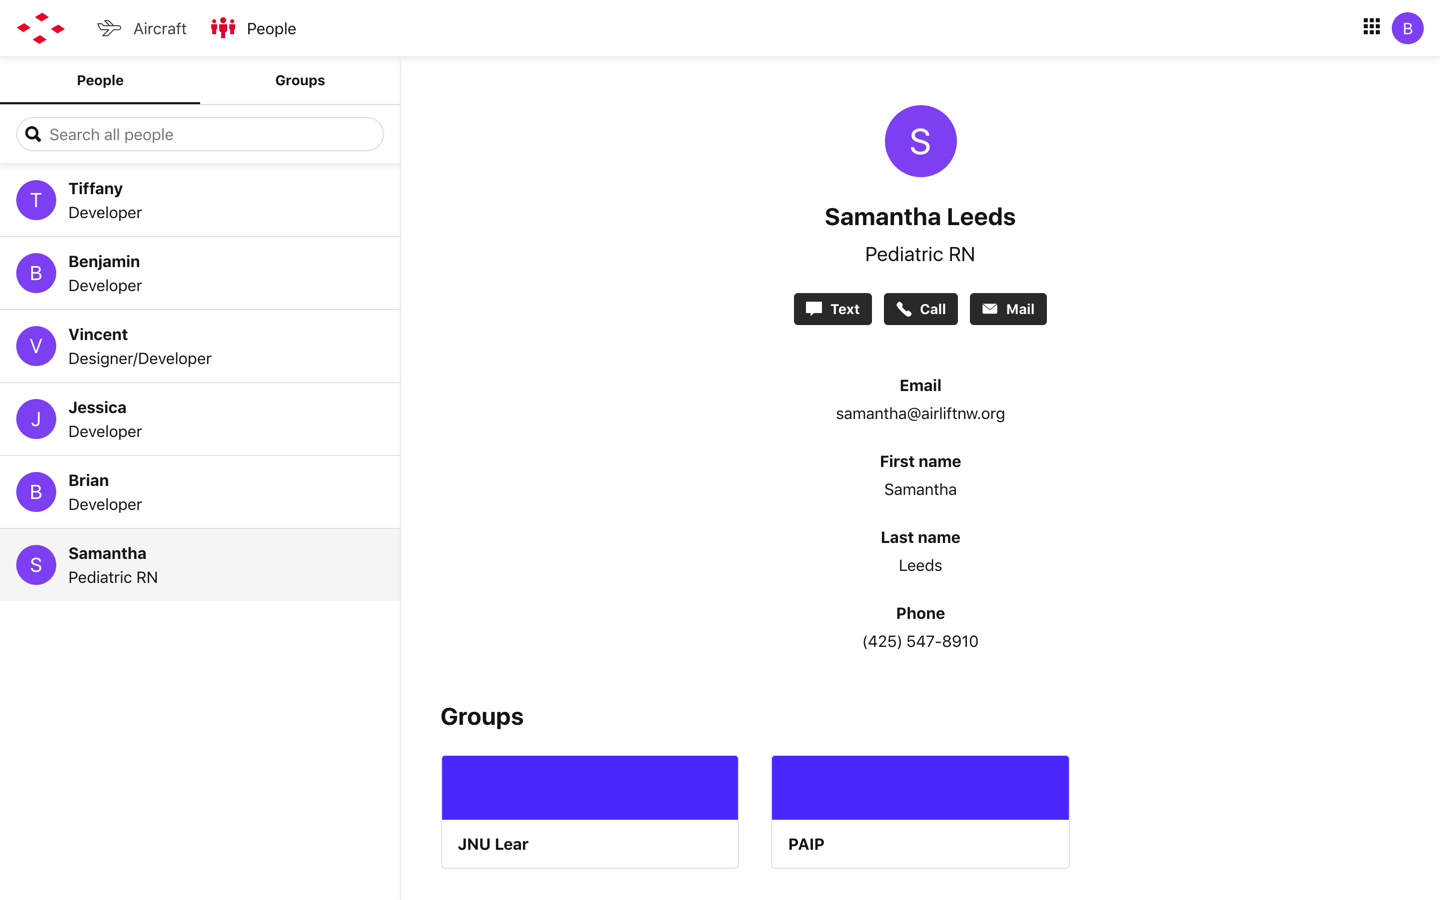 Aircraft
People
B
People
Groups
Search all people
T
Tiffany
Developer
B
Benjamin
Developer
V
Vincent
Designer/Developer
J
Jessica
Developer
B
Brian
Developer
S
Samantha
Pediatric RN
S
Samantha Leeds
Pediatric RN
Text
Call
Mail
Email
samantha@airliftnw.org
First name
Samantha
Last name
Leeds
Phone
(425) 547-8910
Groups
JNU Lear
PAIP